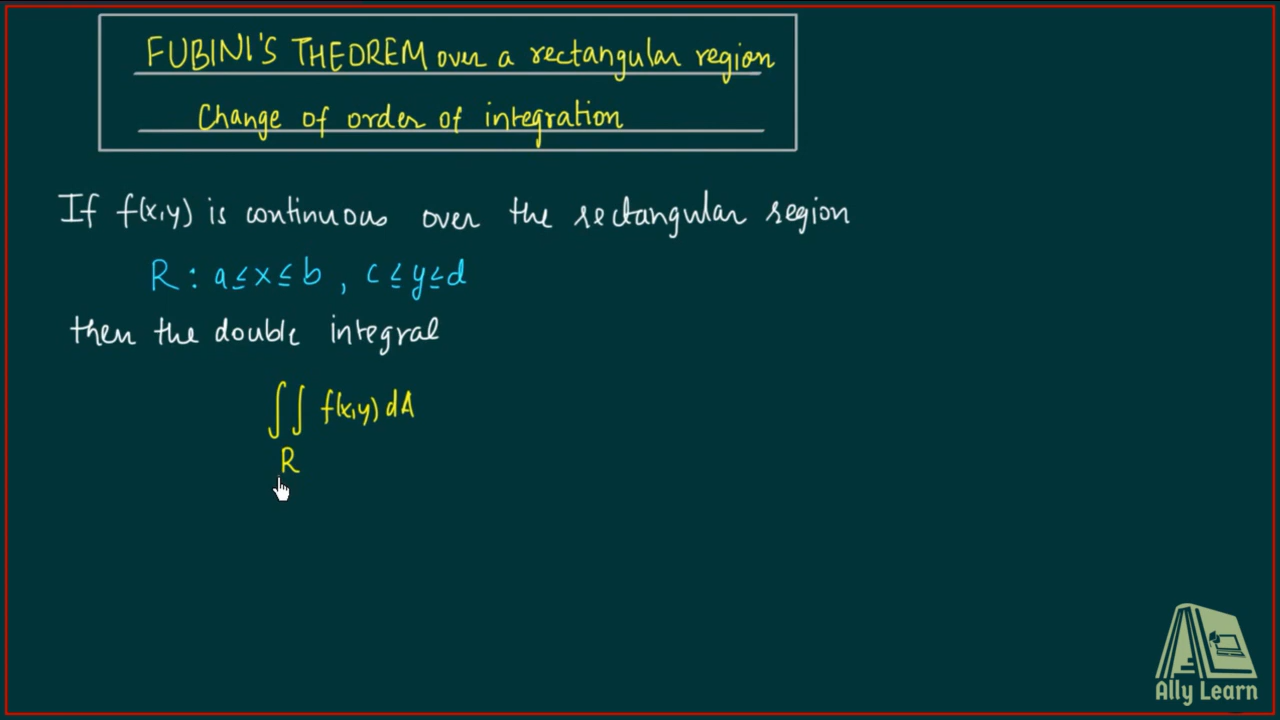 FUBINI'S THEOREM over a rectangular region
Change of order of integration
If f(x,y) is continuous over the rectangular region
R : a ≤ x ≤ b , c ≤ y ≤ d
then the double integral
∫∫ f(x,y) dA
R
Ally Learn